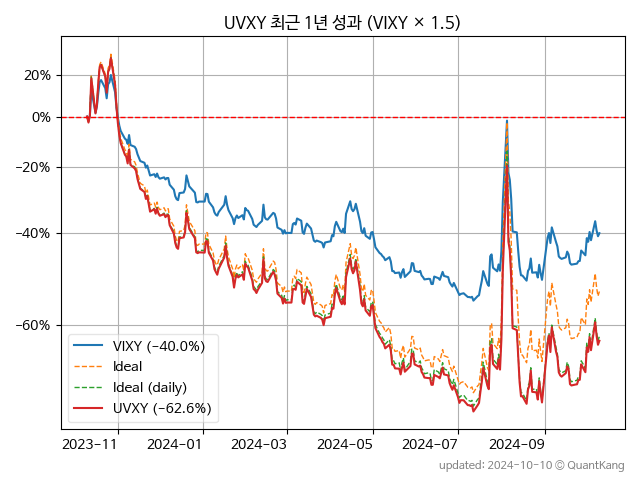 UVXY 최근 1년 성과 (VIXY × 1.5)
20%
0%
−20%
−40%
−60%
VIXY (−40.0%)
Ideal
Ideal (daily)
UVXY (−62.6%)
2023-11 2024-01 2024-03 2024-05 2024-07 2024-09
updated: 2024-10-10 © QuantKang